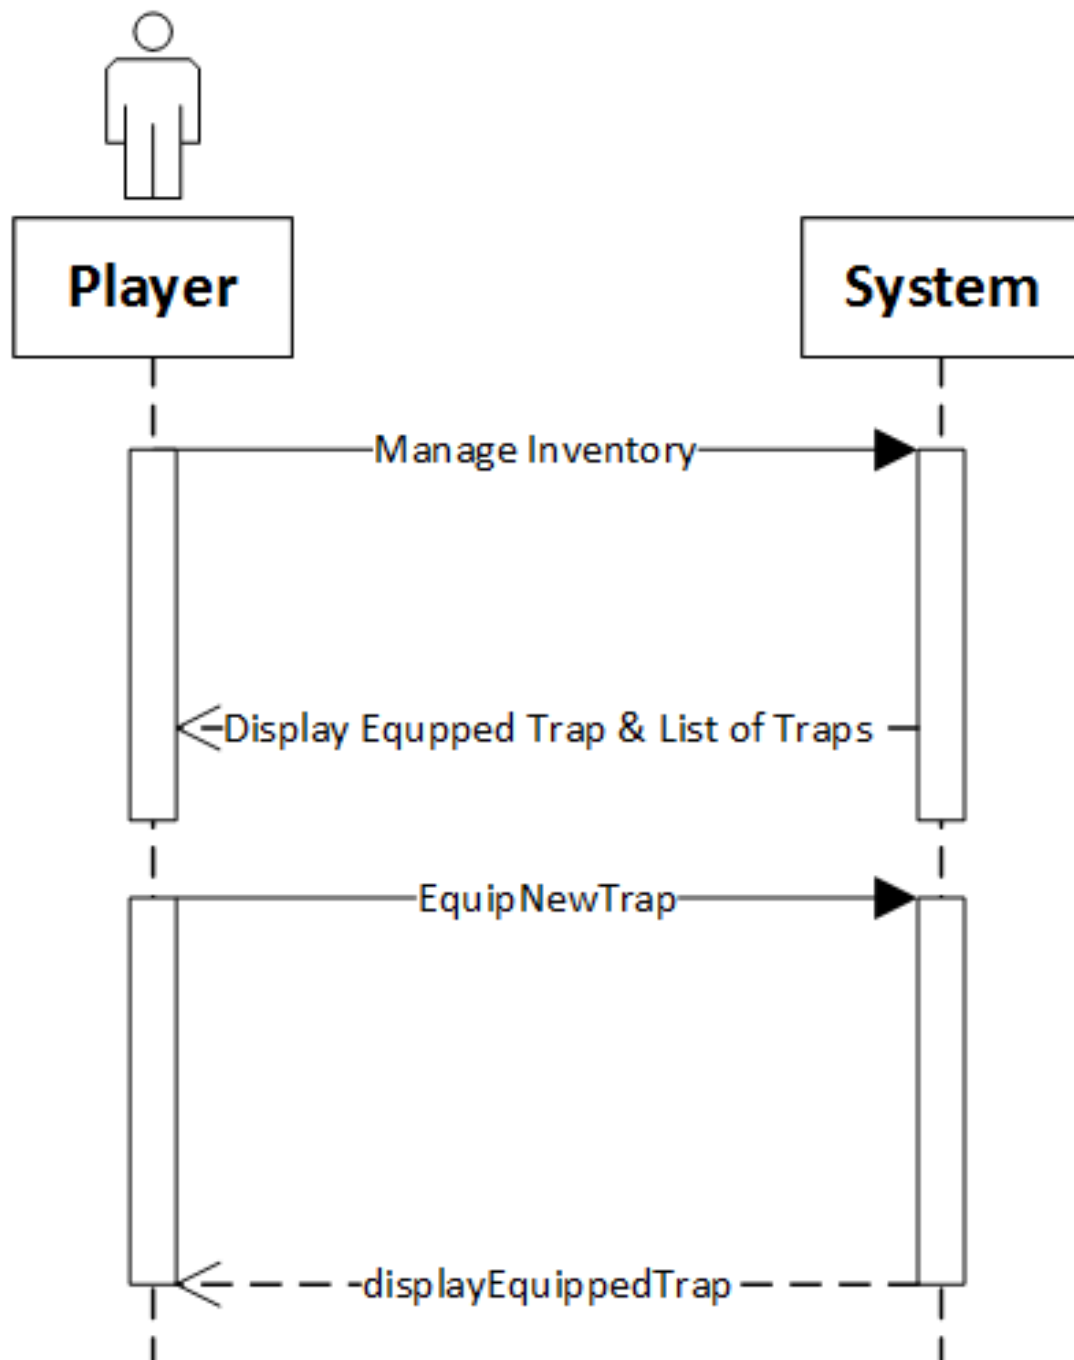 Player
System
Manage Inventory
Display Equpped Trap & List of Traps
EquipNewTrap
displayEquippedTrap